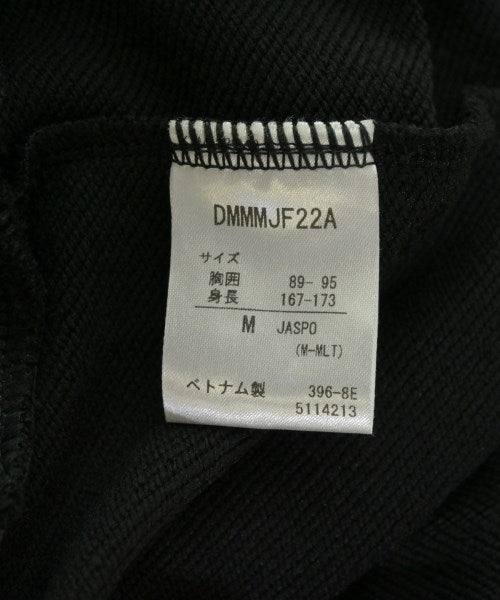 DMMMJF22A
サイズ
胸囲 89- 95
身長 167-173
M JASPO
(M-MLT)
ベトナム製 396-8E
5114213